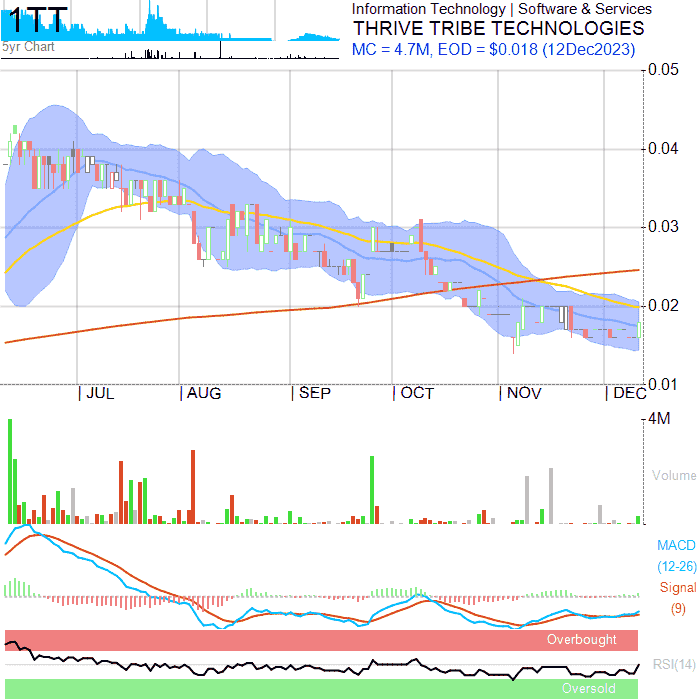 1TT
Information Technology | Software & Services
THRIVE TRIBE TECHNOLOGIES
5yr Chart
MC = 4.7M, EOD = $0.018 (12Dec2023)
0.05
0.04
0.03
0.02
0.01
| JUL | AUG | SEP | OCT | NOV | DEC
4M
Volume
MACD
(12-26)
Signal
(9)
Overbought
RSI(14)
Oversold